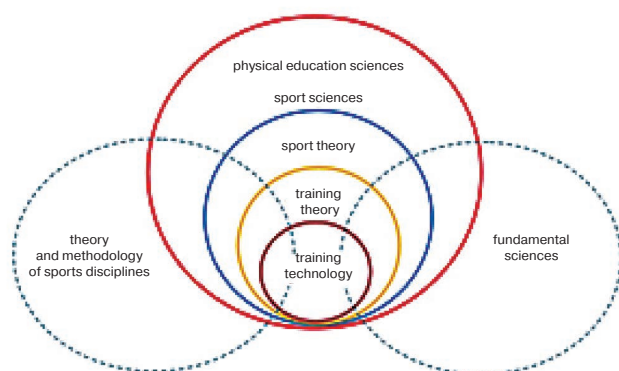 physical education sciences
sport sciences
sport theory
training
theory
training
technology
theory
and methodology
of sports disciplines
fundamental
sciences